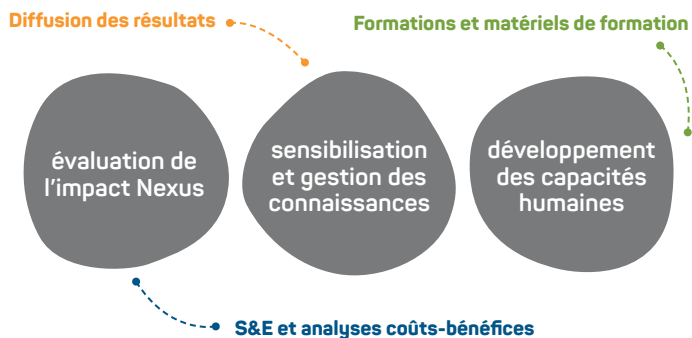 Diffusion des résultats
Formations et matériels de formation
évaluation de
l'impact Nexus
sensibilisation
et gestion des
connaissances
développement
des capacités
humaines
S&E et analyses coûts-bénéfices